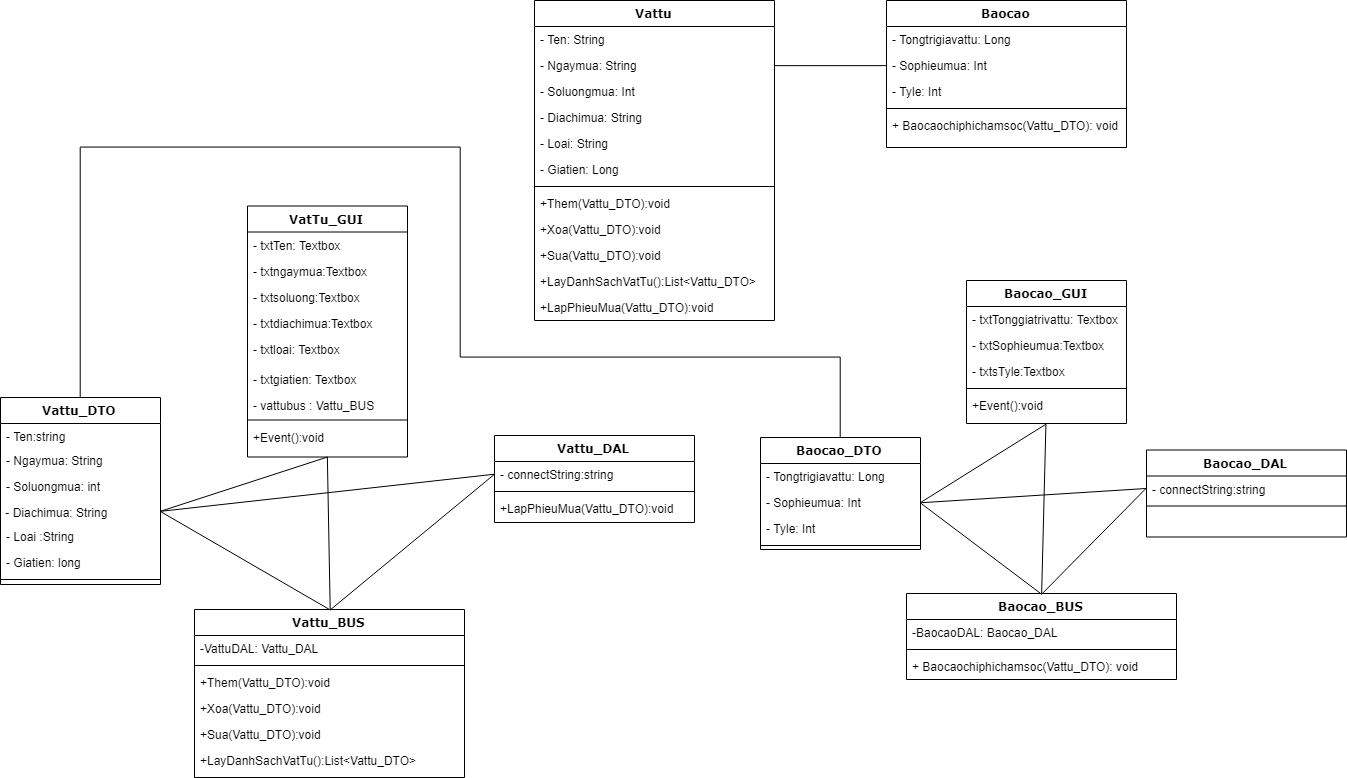 Vattu
- Ten: String
- Ngaymua: String
- Soluongmua: Int
- Diachimua: String
- Loai: String
- Giatien: Long
+Them(Vattu_DTO):void
+Xoa(Vattu_DTO):void
+Sua(Vattu_DTO):void
+LayDanhSachVatTu():List<Vattu_DTO>
+LapPhieuMua(Vattu_DTO):void
Baocao
- Tongtrigiavattu: Long
- Sophieumua: Int
- Tyle: Int
+ Baocaochiphichamsoc(Vattu_DTO): void
VatTu_GUI
- txtTen: Textbox
- txtngaymua:Textbox
- txtsoluong:Textbox
- txtdiachimua:Textbox
- txtloai: Textbox
- txtgiatien: Textbox
- vattubus : Vattu_BUS
+Event():void
Baocao_GUI
- txtTonggiatrivattu: Textbox
- txtSophieumua:Textbox
- txtsTyle:Textbox
+Event():void
Vattu_DTO
- Ten:string
- Ngaymua: String
- Soluongmua: int
- Diachimua: String
- Loai :String
- Giatien: long
Vattu_DAL
- connectString:string
+LapPhieuMua(Vattu_DTO):void
Baocao_DTO
- Tongtrigiavattu: Long
- Sophieumua: Int
- Tyle: Int
Baocao_DAL
- connectString:string
Vattu_BUS
-VattuDAL: Vattu_DAL
+Them(Vattu_DTO):void
+Xoa(Vattu_DTO):void
+Sua(Vattu_DTO):void
+LayDanhSachVatTu():List<Vattu_DTO>
Baocao_BUS
-BaocaoDAL: Baocao_DAL
+ Baocaochiphichamsoc(Vattu_DTO): void